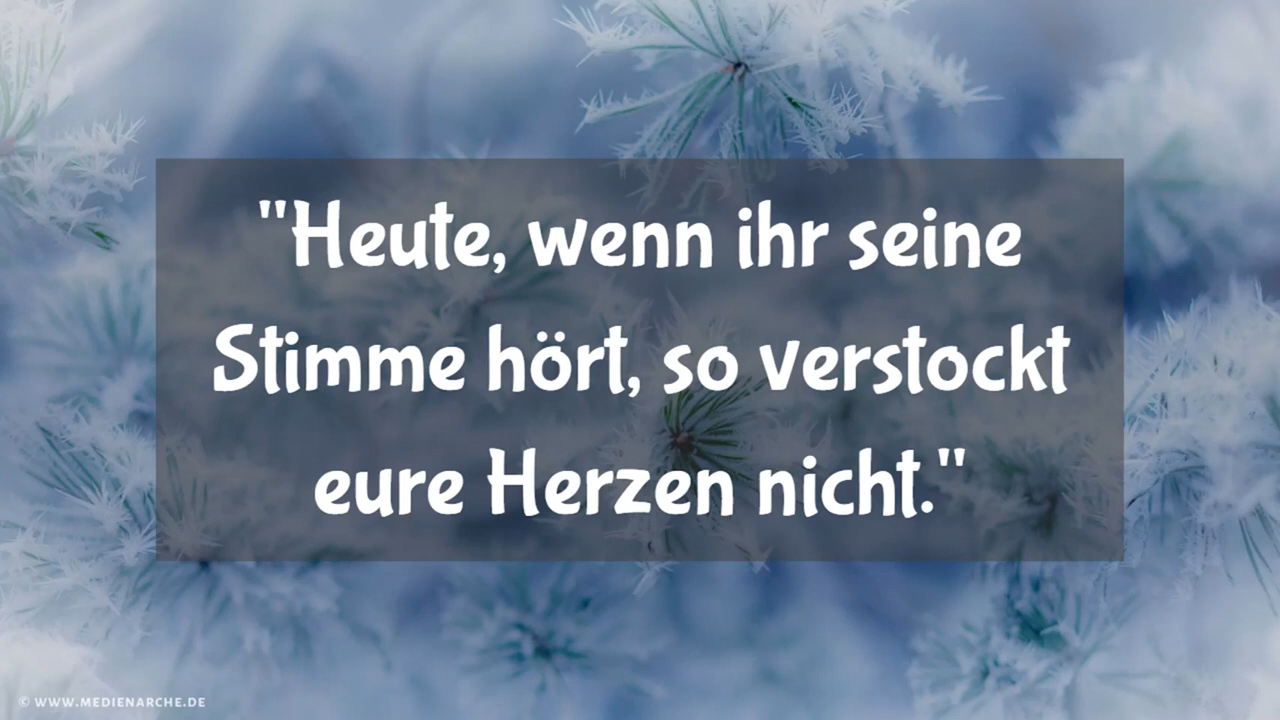 "Heute, wenn ihr seine
Stimme hört, so verstockt
eure Herzen nicht."
© WWW.MEDIENARCHE.DE